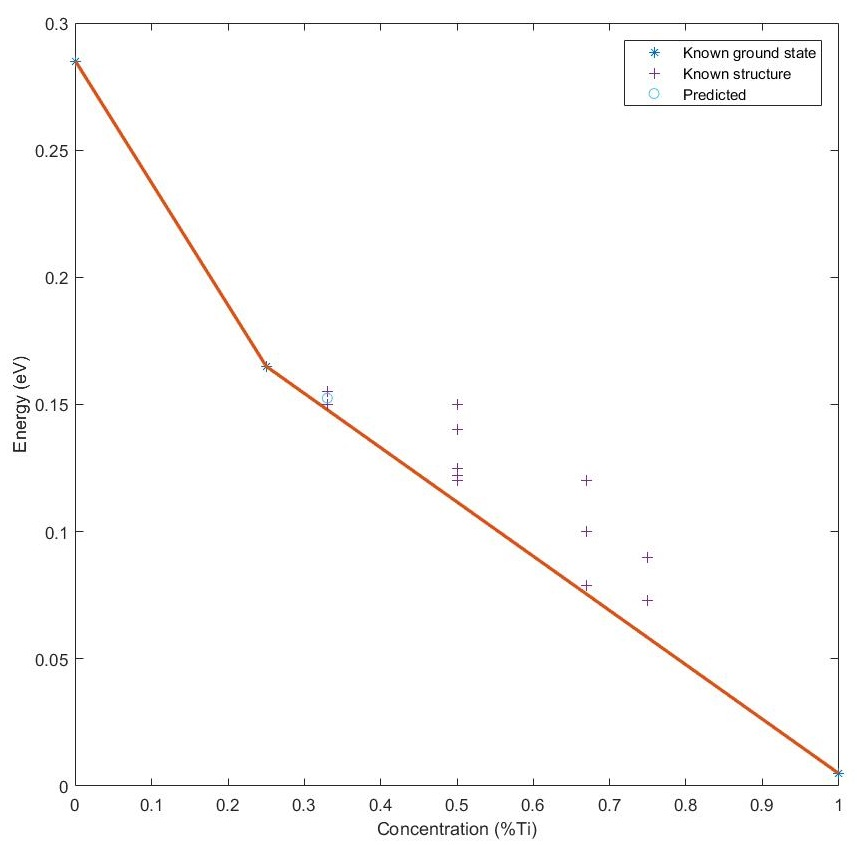 0.3
0.25
0.2
0.15
0.1
0.05
0
Energy (eV)
Known ground state
Known structure
Predicted
0 0.1 0.2 0.3 0.4 0.5 0.6 0.7 0.8 0.9 1
Concentration (%Ti)